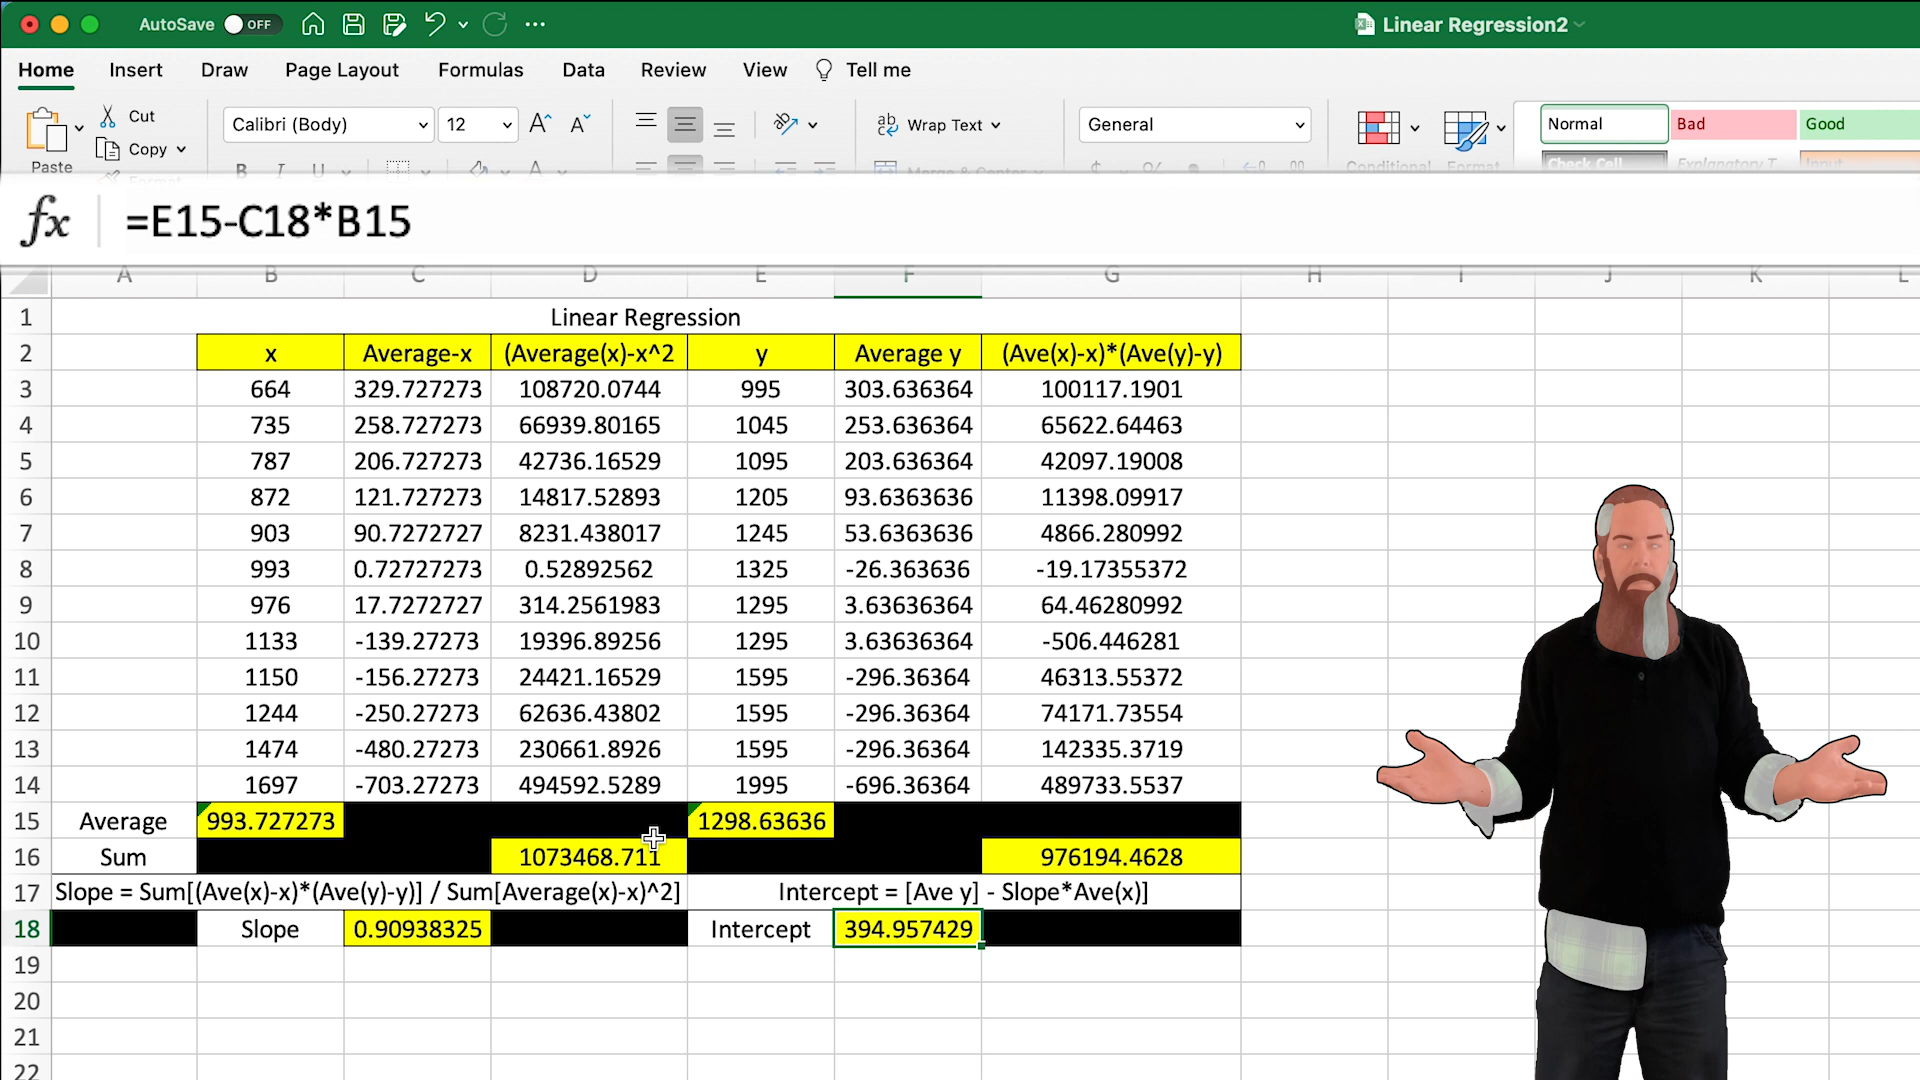 AutoSave OFF Linear Regression2
Home Insert Draw Page Layout Formulas Data Review View Tell me
Cut
Calibri (Body) 12 A A Wrap Text General Normal Bad Good
Copy
Paste B I U Merge & Center Conditional Format Check Cell Explanatory T Input
Format
fx =E15-C18*B15
A B C D E F G H I J K L
1 Linear Regression
2 x Average-x (Average(x)-x^2 y Average y (Ave(x)-x)*(Ave(y)-y)
3 664 329.727273 108720.0744 995 303.636364 100117.1901
4 735 258.727273 66939.80165 1045 253.636364 65622.64463
5 787 206.727273 42736.16529 1095 203.636364 42097.19008
6 872 121.727273 14817.52893 1205 93.6363636 11398.09917
7 903 90.7272727 8231.438017 1245 53.6363636 4866.280992
8 993 0.72727273 0.52892562 1325 -26.363636 -19.17355372
9 976 17.7272727 314.2561983 1295 3.63636364 64.46280992
10 1133 -139.27273 19396.89256 1295 3.63636364 -506.446281
11 1150 -156.27273 24421.16529 1595 -296.36364 46313.55372
12 1244 -250.27273 62636.43802 1595 -296.36364 74171.73554
13 1474 -480.27273 230661.8926 1595 -296.36364 142335.3719
14 1697 -703.27273 494592.5289 1995 -696.36364 489733.5537
15 Average 993.727273 1298.63636
16 Sum 1073468.711 976194.4628
17 Slope = Sum[(Ave(x)-x)*(Ave(y)-y)] / Sum[Average(x)-x)^2] Intercept = [Ave y] - Slope*Ave(x)]
18 Slope 0.90938325 Intercept 394.957429
19
20
21
22